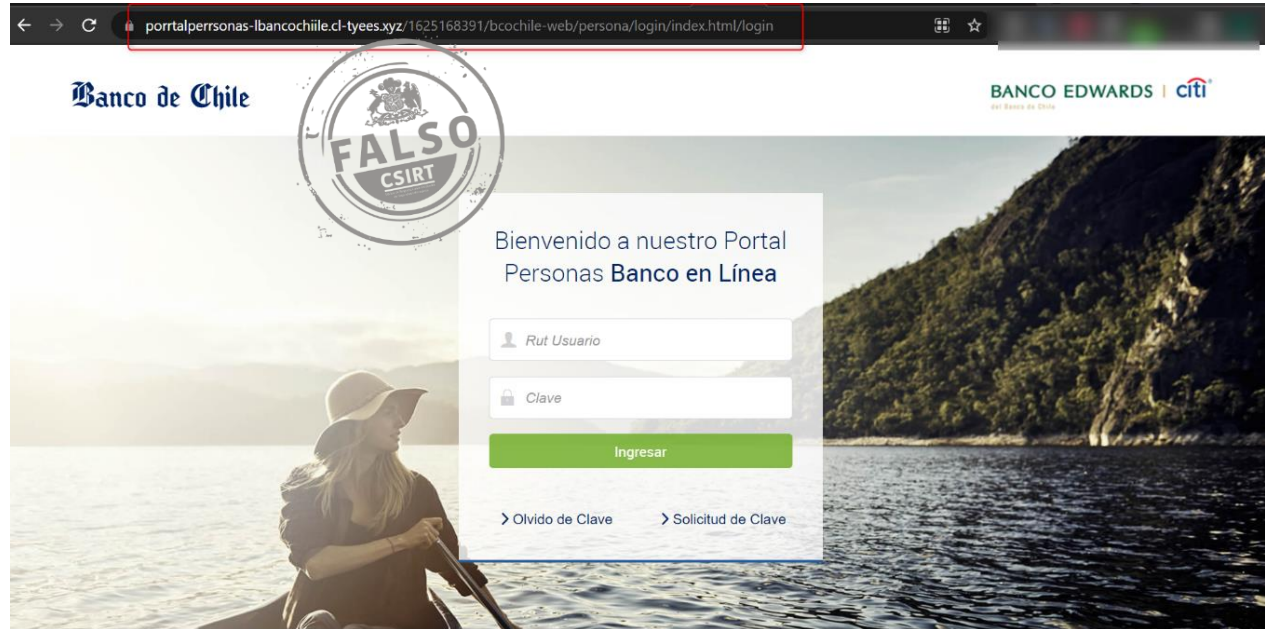 porrtalperrsonas-lbancochiile.cl-tyees.xyz/1625168391/bcochile-web/persona/login/index.html/login
Banco de Chile
FALSO
CSIRT
BANCO EDWARDS | citi
del Banco de Chile
Bienvenido a nuestro Portal
Personas Banco en Línea
Rut Usuario
Clave
Ingresar
Olvido de Clave
Solicitud de Clave